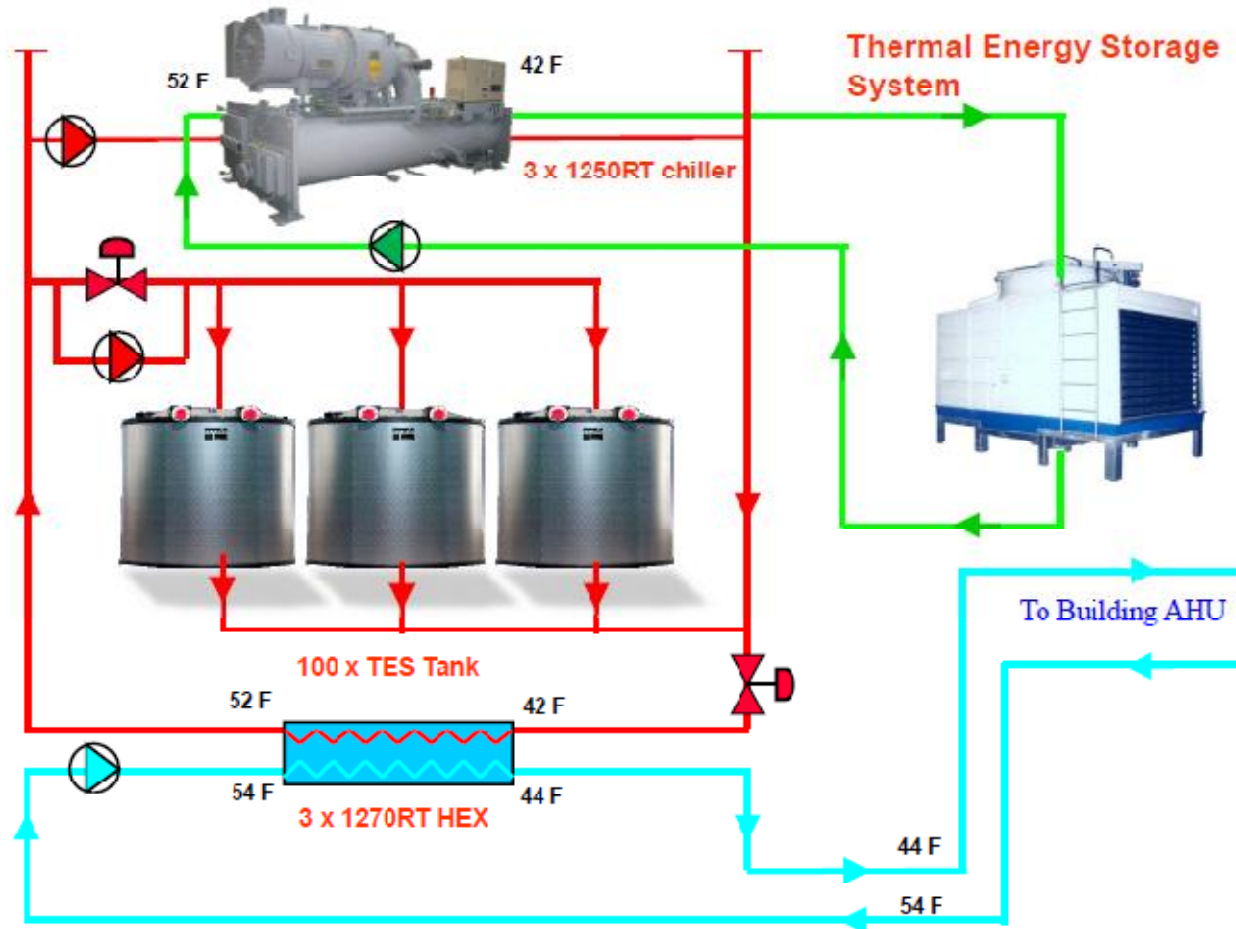 Thermal Energy Storage
System
52 F
42 F
3 x 1250RT chiller
To Building AHU
100 x TES Tank
52 F
42 F
54 F
44 F
3 x 1270RT HEX
44 F
54 F